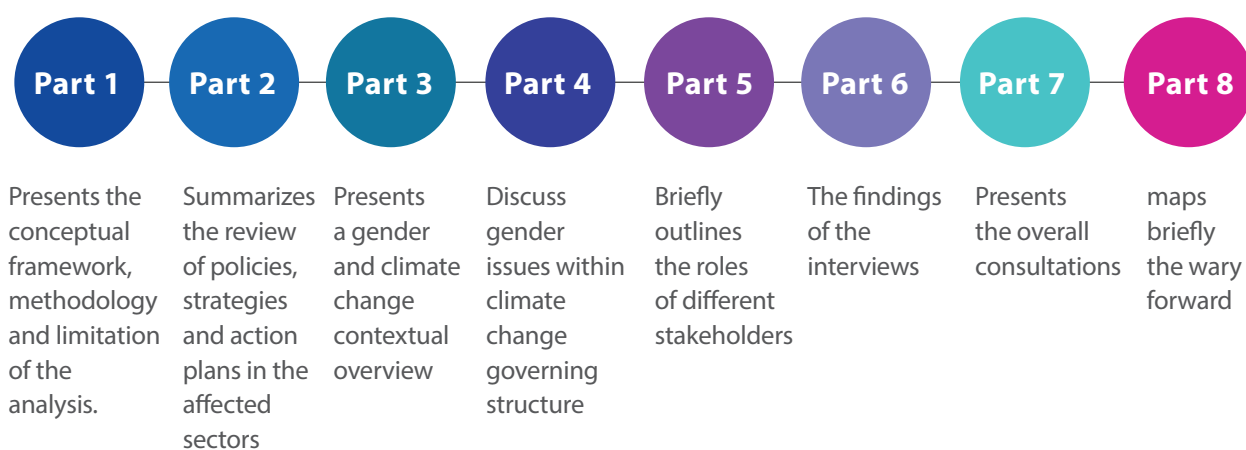 Part 1
Part 2
Part 3
Part 4
Part 5
Part 6
Part 7
Part 8
Presents the
conceptual
framework,
methodology
and limitation
of the
analysis.
Summarizes
the review
of policies,
strategies
and action
plans in the
affected
sectors
Presents
a gender
and climate
change
contextual
overview
Discuss
gender
issues within
climate
change
governing
structure
Briefly
outlines
the roles
of different
stakeholders
The findings
of the
interviews
Presents
the overall
consultations
maps
briefly
the wary
forward